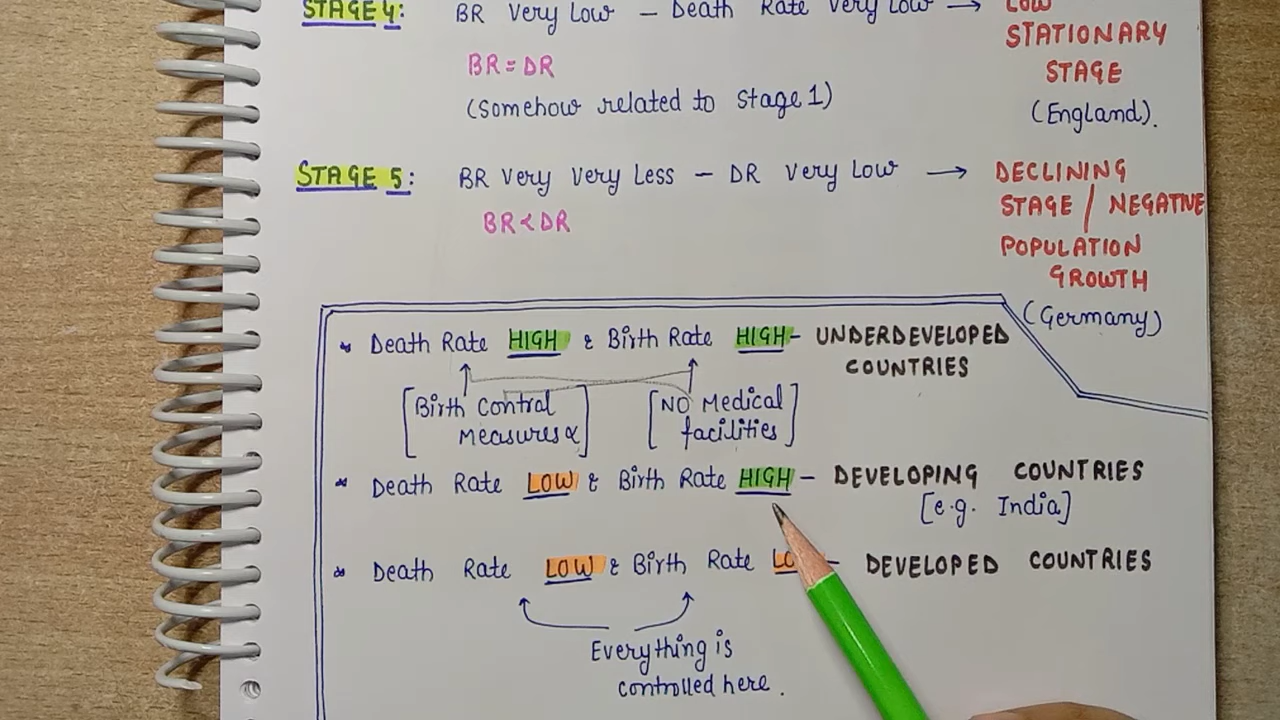 STAGE 4: BR Very Low – Death Rate Very Low → LOW
STATIONARY
BR = DR STAGE
(Somehow related to Stage 1) (England).
STAGE 5: BR Very Very Less – DR Very Low → DECLINING
STAGE / NEGATIVE
BR < DR
POPULATION
GROWTH
(Germany)
* Death Rate HIGH & Birth Rate HIGH – UNDERDEVELOPED
COUNTRIES
[Birth Control [NO Medical
Measures ∝] facilities]
* Death Rate LOW & Birth Rate HIGH – DEVELOPING COUNTRIES
[e.g. India]
* Death Rate LOW & Birth Rate LO – DEVELOPED COUNTRIES
Everything is
controlled here.